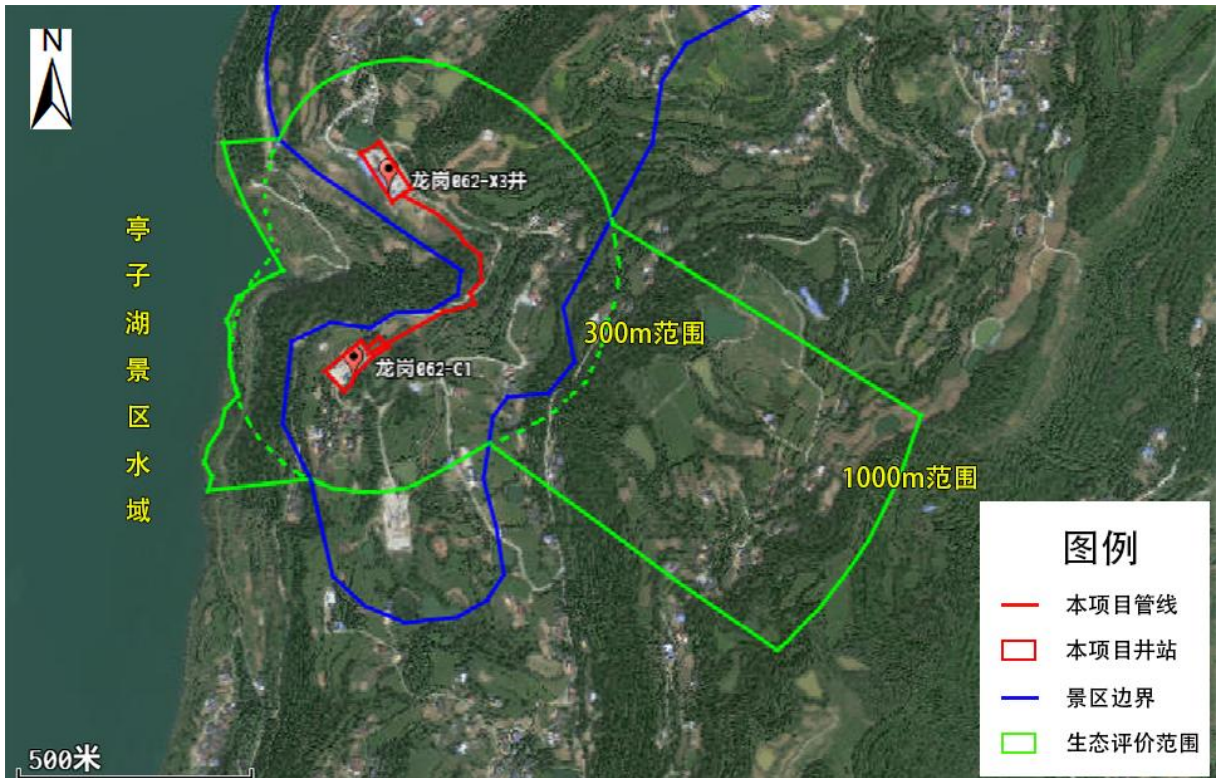 N
龙岗062-X3井
亭子湖景区水域
300m范围
龙岗062-C1
1000m范围
图例
本项目管线
本项目井站
景区边界
生态评价范围
500米